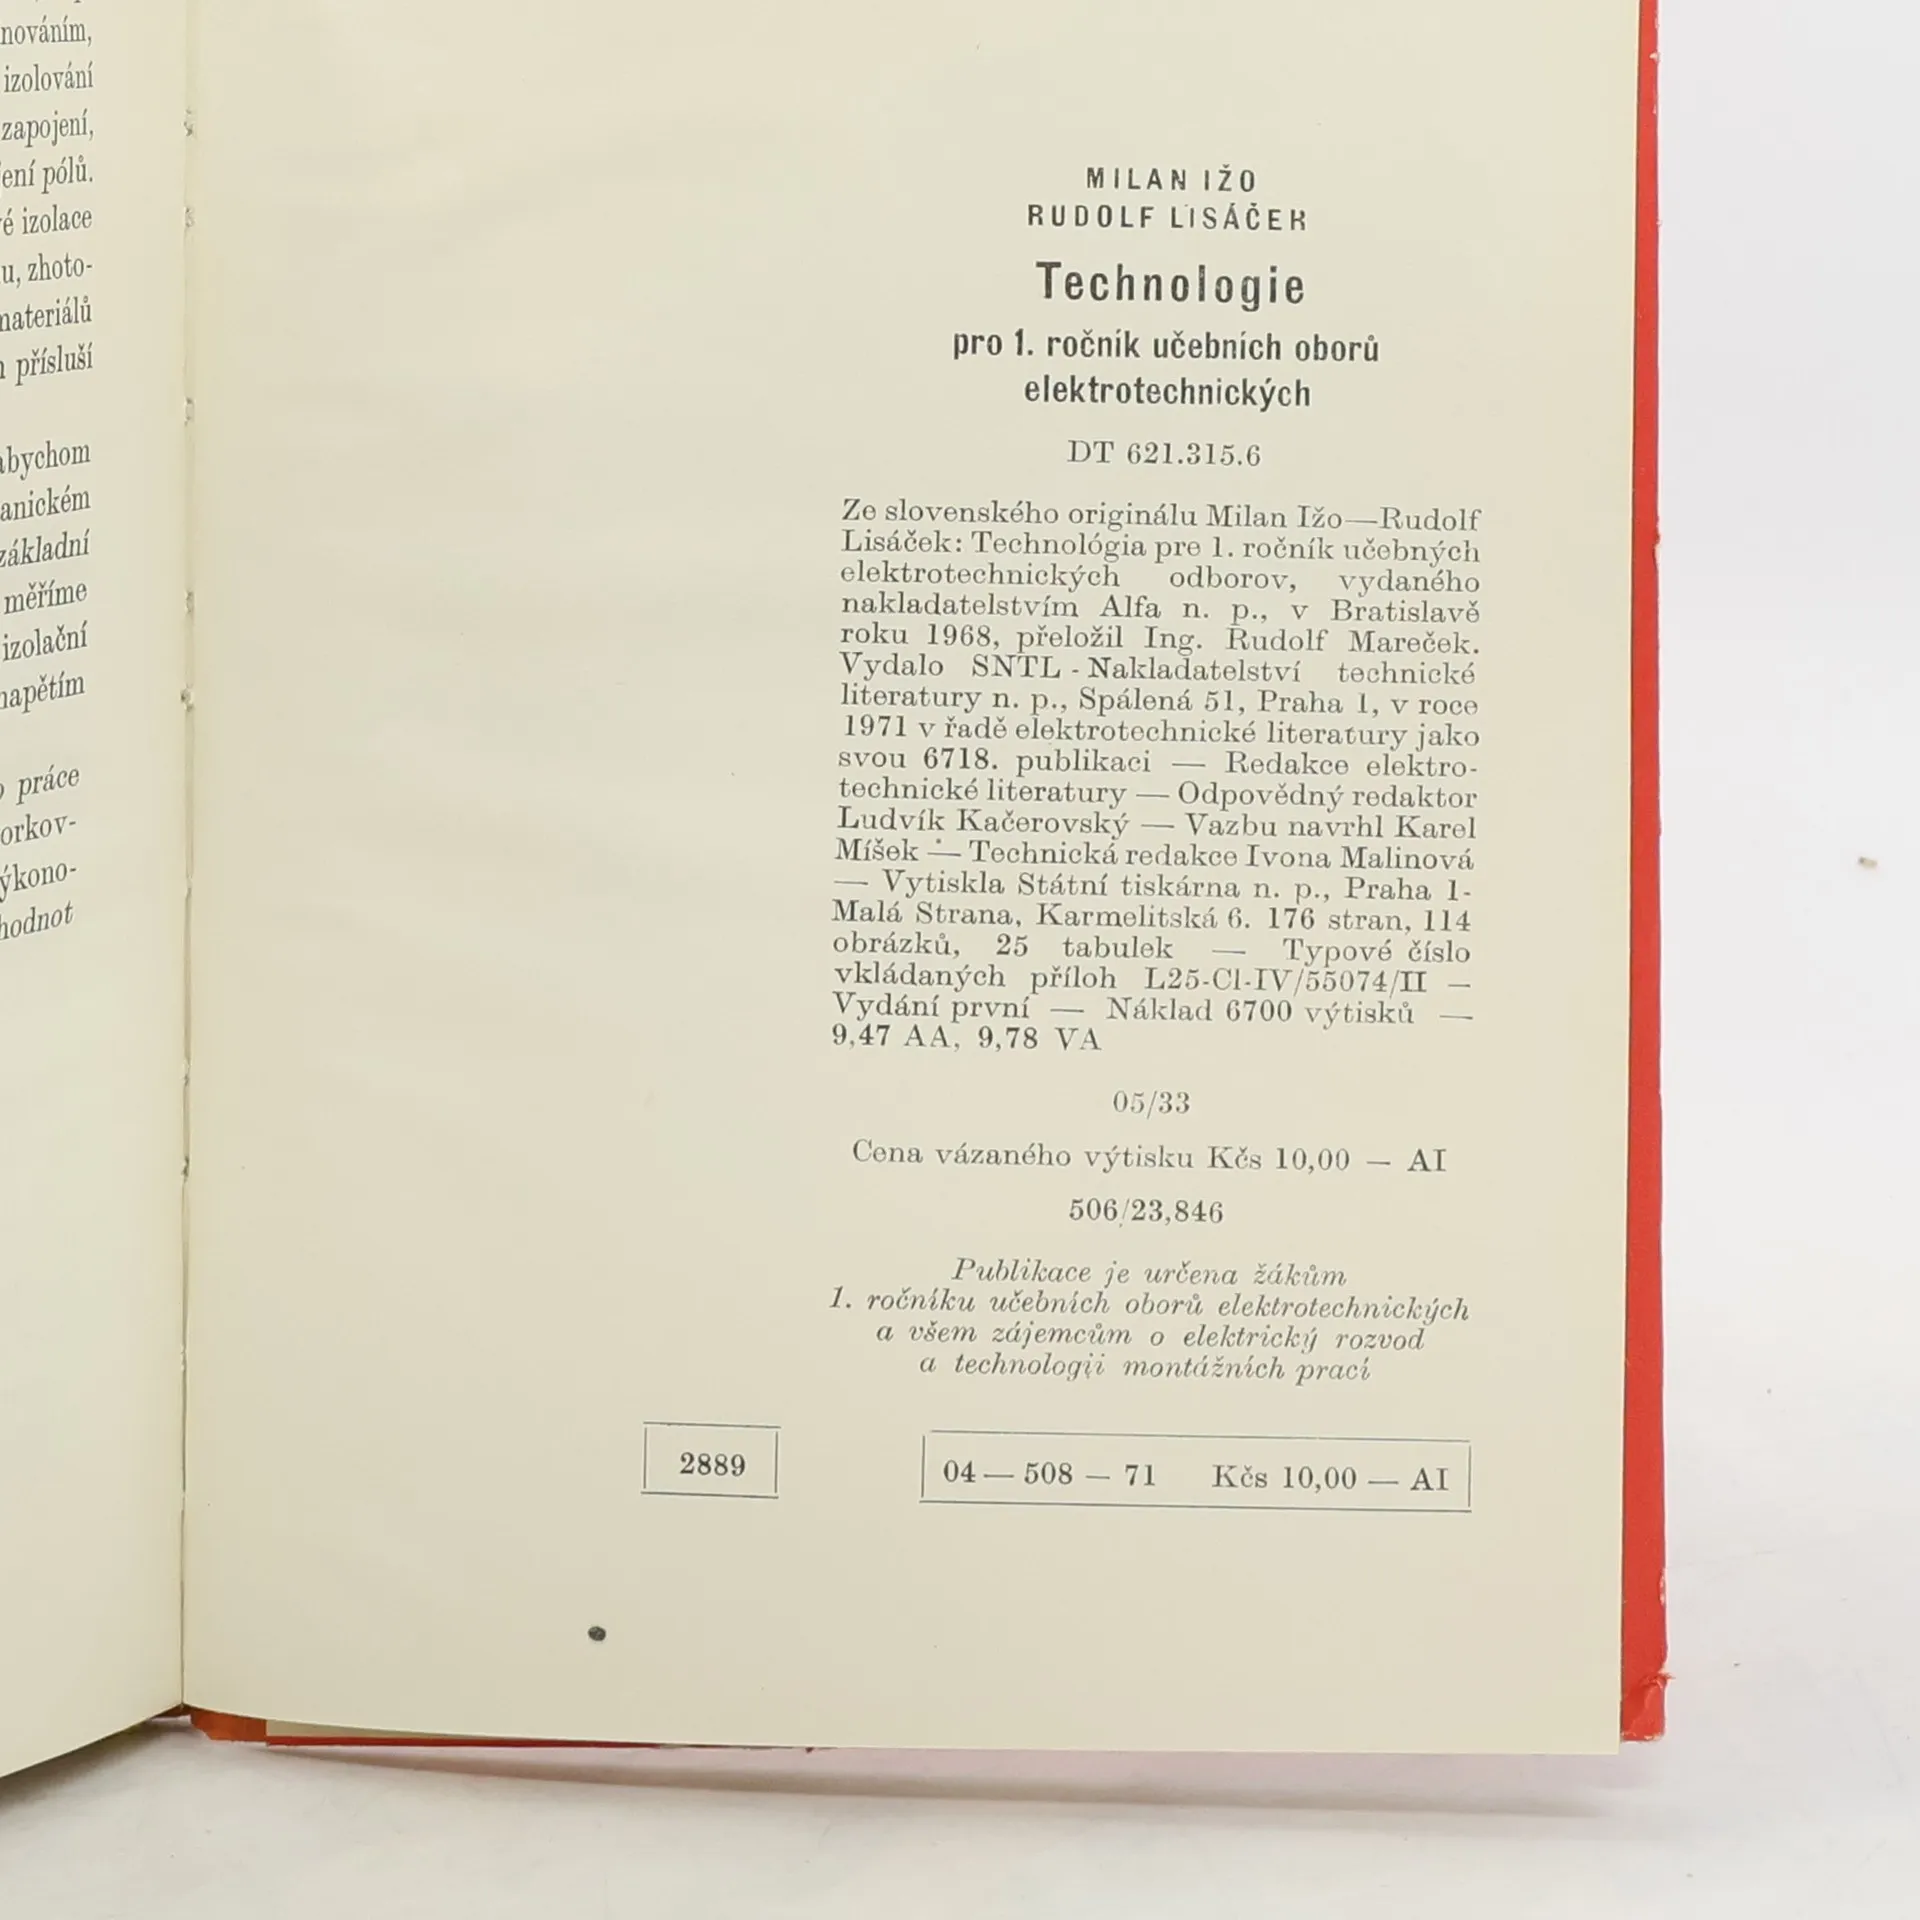 izolování
zapojení,
pólů.
izolace
u, zhoto-
materiálů
přísluší
abychom
základní
měříme
izolační
napětím
práce
hodnot
MILAN IŽO
RUDOLF LISÁČEK
Technologie
pro 1. ročník učebních oborů
elektrotechnických
DT 621.315.6
Ze slovenského originálu Milan Ižo—Rudolf
Lisáček: Technológia pre 1. ročník učebných
elektrotechnických odborov, vydaného
nakladatelstvím Alfa n. p., v Bratislavě
roku 1968, přeložil Ing. Rudolf Mareček.
Vydalo SNTL - Nakladatelství technické
literatury n. p., Spálená 51, Praha 1, v roce
1971 v řadě elektrotechnické literatury jako
svou 6718. publikaci — Redakce elektro-
technické literatury — Odpovědný redaktor
Ludvík Kačerovský — Vazbu navrhl Karel
Míšek — Technická redakce Ivona Malinová
— Vytiskla Státní tiskárna n. p., Praha 1-
Malá Strana, Karmelitská 6. 176 stran, 114
obrázků, 25 tabulek — Typové číslo
vkládaných příloh L25-Cl-IV/55074/II —
Vydání první — Náklad 6700 výtisků —
9,47 AA, 9,78 VA
05/33
Cena vázaného výtisku Kčs 10,00 — AI
506/23,846
Publikace je určena žákům
1. ročníku učebních oborů elektrotechnických
a všem zájemcům o elektrický rozvod
a technologii montážních prací
2889
04 — 508 — 71 Kčs 10,00 — AI